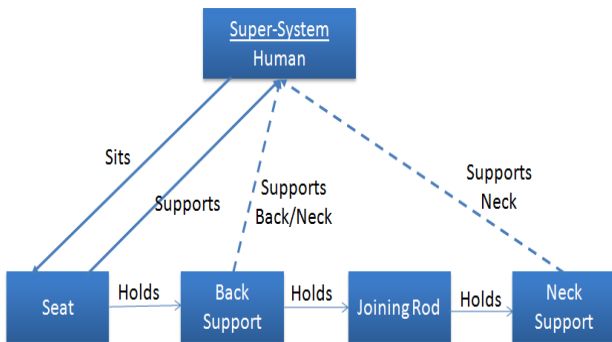 Super-System
Human
Sits
Supports
Supports
Back/Neck
Supports
Neck
Seat
Holds
Back
Support
Holds
Joining Rod
Holds
Neck
Support